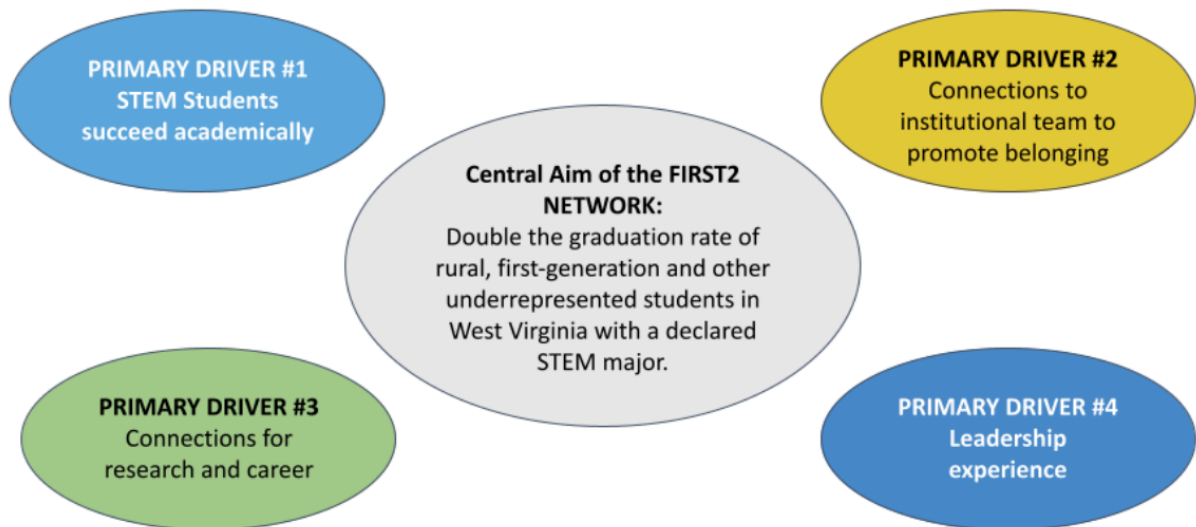 PRIMARY DRIVER #1
STEM Students
succeed academically
PRIMARY DRIVER #2
Connections to
institutional team to
promote belonging
Central Aim of the FIRST2
NETWORK:
Double the graduation rate of
rural, first-generation and other
underrepresented students in
West Virginia with a declared
STEM major.
PRIMARY DRIVER #3
Connections for
research and career
PRIMARY DRIVER #4
Leadership
experience